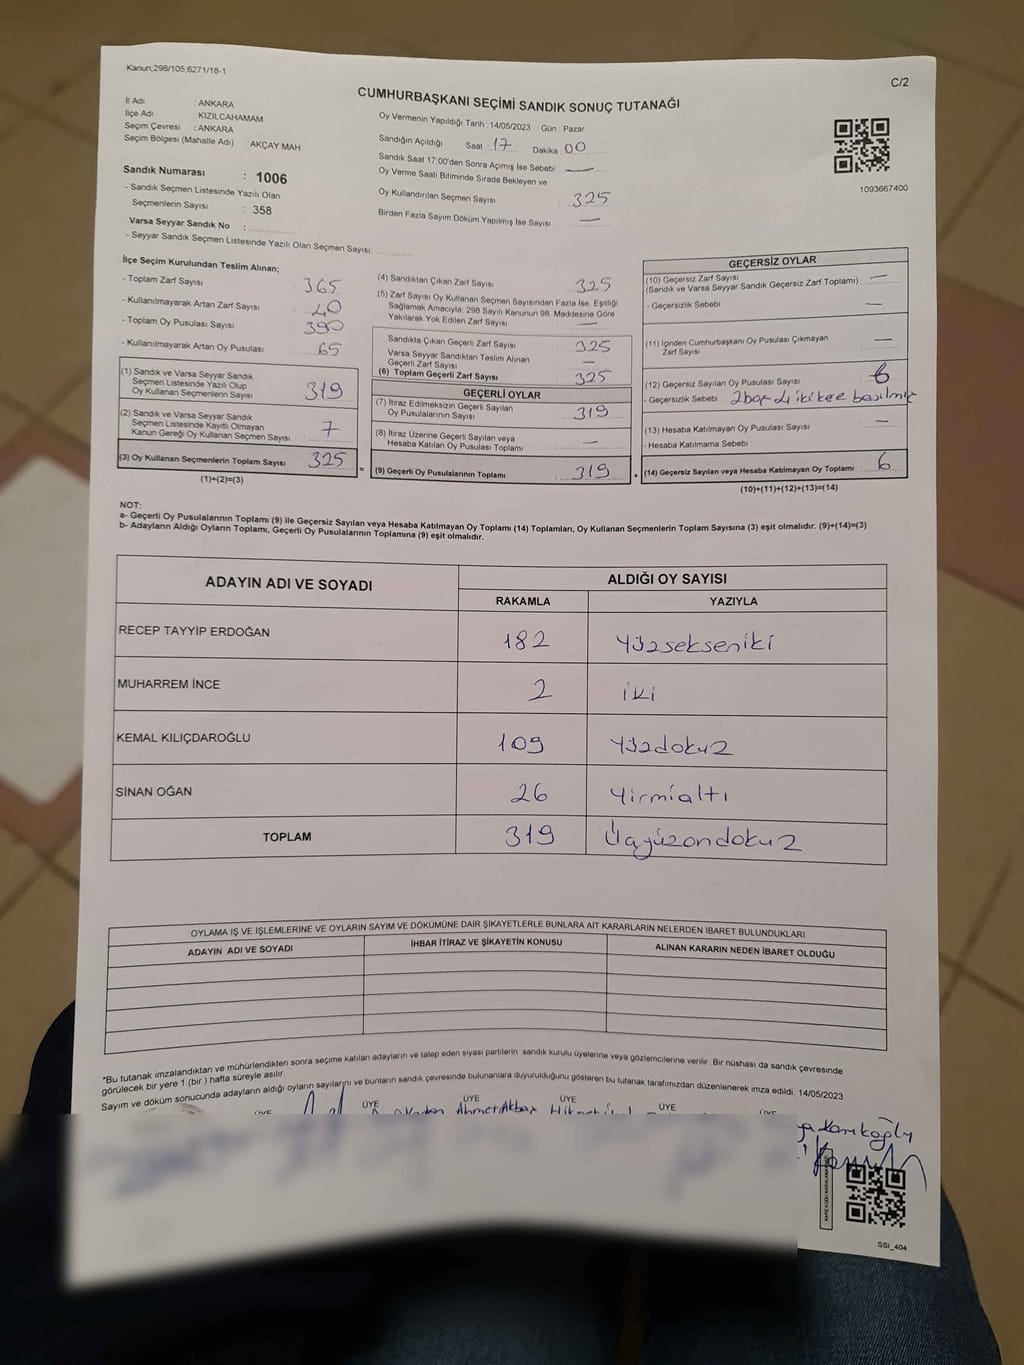 Kanun;298/105;6271/18-1
C/2
CUMHURBAŞKANI SEÇİMİ SANDIK SONUÇ TUTANAĞI
İl Adı : ANKARA
İlçe Adı : KIZILCAHAMAM
Seçim Çevresi : ANKARA
Seçim Bölgesi (Mahalle Adı) : AKÇAY MAH.
Oy Vermenin Yapıldığı Tarih : 14/05/2023 Gün : Pazar
Sandığın Açıldığı Saat 17 Dakika 00
Sandık Saat 17:00'den Sonra Açımış İse Sebebi : —
Oy Verme Saati Bitiminde Sırada Bekleyen ve
Oy Kullandırılan Seçmen Sayısı : 325
Birden Fazla Sayım Döküm Yapılmış İse Sayısı : —
1093667400
Sandık Numarası : 1006
- Sandık Seçmen Listesinde Yazılı Olan
Seçmenlerin Sayısı : 358
Varsa Seyyar Sandık No :
- Seyyar Sandık Seçmen Listesinde Yazılı Olan Seçmen Sayısı:
İlçe Seçim Kurulundan Teslim Alınan;
- Toplam Zarf Sayısı : 365
- Kullanılmayarak Artan Zarf Sayısı : 40
- Toplam Oy Pusulası Sayısı : 390
- Kullanılmayarak Artan Oy Pusulası : 65
(1) Sandık ve Varsa Seyyar Sandık
Seçmen Listesinde Yazılı Olup
Oy Kullanan Seçmenlerin Sayısı : 319
(2) Sandık ve Varsa Seyyar Sandık
Seçmen Listesinde Kayıtlı Olmayan
Kanun Gereği Oy Kullanan Seçmen Sayısı : 7
(3) Oy Kullanan Seçmenlerin Toplam Sayısı : 325
(1)+(2)=(3)
=
(4) Sandıktan Çıkan Zarf Sayısı : 325
(5) Zarf Sayısı Oy Kullanan Seçmen Sayısından Fazla İse, Eşitliği
Sağlamak Amacıyla; 298 Sayılı Kanunun 98. Maddesine Göre
Yakılarak Yok Edilen Zarf Sayısı : —
Sandıkta Çıkan Geçerli Zarf Sayısı : 325
Varsa Seyyar Sandıktan Teslim Alınan
Geçerli Zarf Sayısı : —
(6) Toplam Geçerli Zarf Sayısı : 325
GEÇERLİ OYLAR
(7) İtiraz Edilmeksizin Geçerli Sayılan
Oy Pusulalarının Sayısı : 319
(8) İtiraz Üzerine Geçerli Sayılan veya
Hesaba Katılan Oy Pusulası Toplamı : —
(9) Geçerli Oy Pusulalarının Toplamı : 319
+
GEÇERSİZ OYLAR
(10) Geçersiz Zarf Sayısı
(Sandık ve Varsa Seyyar Sandık Geçersiz Zarf Toplamı) : —
- Geçersizlik Sebebi : —
(11) İçinden Cumhurbaşkanı Oy Pusulası Çıkmayan
Zarf Sayısı : —
(12) Geçersiz Sayılan Oy Pusulası Sayısı : 6
- Geçersizlik Sebebi : 2boş 4 iki kere basılmış
(13) Hesaba Katılmayan Oy Pusulası Sayısı : —
- Hesaba Katılmama Sebebi :
(14) Geçersiz Sayılan veya Hesaba Katılmayan Oy Toplamı : 6
(10)+(11)+(12)+(13)=(14)
NOT:
a- Geçerli Oy Pusulalarının Toplamı (9) ile Geçersiz Sayılan veya Hesaba Katılmayan Oy Toplamı (14) Toplamları, Oy Kullanan Seçmenlerin Toplam Sayısına (3) eşit olmalıdır. (9)+(14)=(3)
b- Adayların Aldığı Oyların Toplamı, Geçerli Oy Pusulalarının Toplamına (9) eşit olmalıdır.
ADAYIN ADI VE SOYADI ALDIĞI OY SAYISI
RAKAMLA YAZIYLA
RECEP TAYYİP ERDOĞAN 182 Yüzsekseniki
MUHARREM İNCE 2 iki
KEMAL KILIÇDAROĞLU 109 Yüzdokuz
SİNAN OĞAN 26 Yirmialtı
TOPLAM 319 Üçyüzondokuz
OYLAMA İŞ VE İŞLEMLERİNE VE OYLARIN SAYIM VE DÖKÜMÜNE DAİR ŞİKAYETLERLE BUNLARA AİT KARARLARIN NELERDEN İBARET BULUNDUKLARI
ADAYIN ADI VE SOYADI İHBAR İTİRAZ VE ŞİKAYETİN KONUSU ALINAN KARARIN NEDEN İBARET OLDUĞU
*Bu tutanak imzalandıktan ve mühürlendikten sonra seçime katılan adayların ve talep eden siyasi partilerin sandık kurulu üyelerine veya gözlemcilerine verilir. Bir nüshası da sandık çevresinde
görülecek bir yere 1 (bir ) hafta süreyle asılır.
Sayım ve döküm sonucunda adayların aldığı oyların sayılarını ve bunların sandık çevresinde bulunanlara duyurulduğunu gösteren bu tutanak tarafımızdan düzenlenerek imza edildi. 14/05/2023
ÜYE ÜYE ÜYE ÜYE ÜYE
Ahmet Akbaş
SSI_404